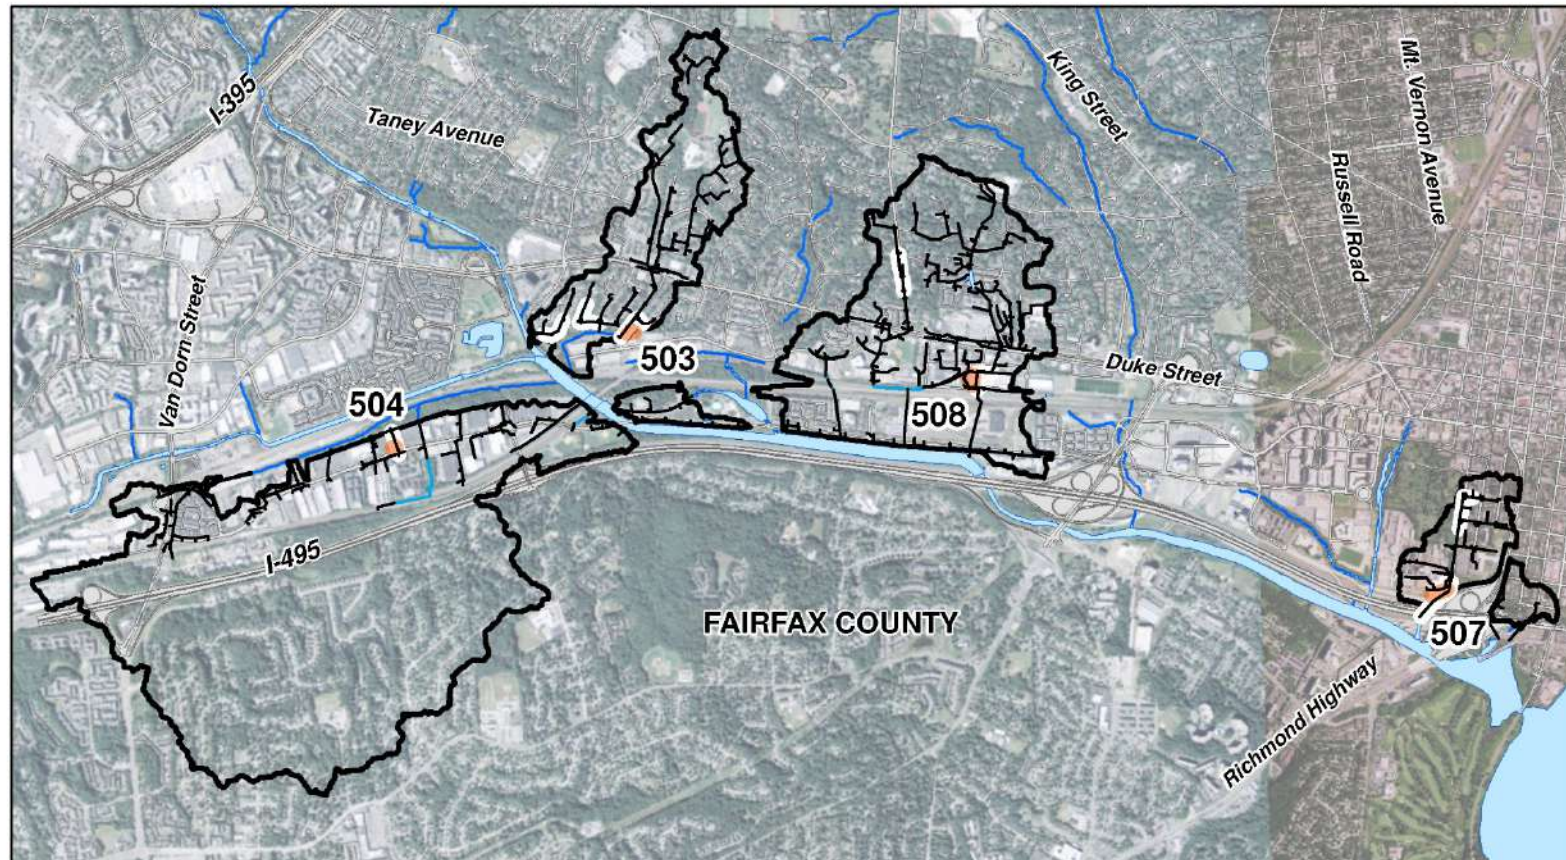 I-395
Taney Avenue
King Street
Mt. Vernon Avenue
Russell Road
Van Dorn Street
503
Duke Street
504
508
I-495
FAIRFAX COUNTY
507
Richmond Highway